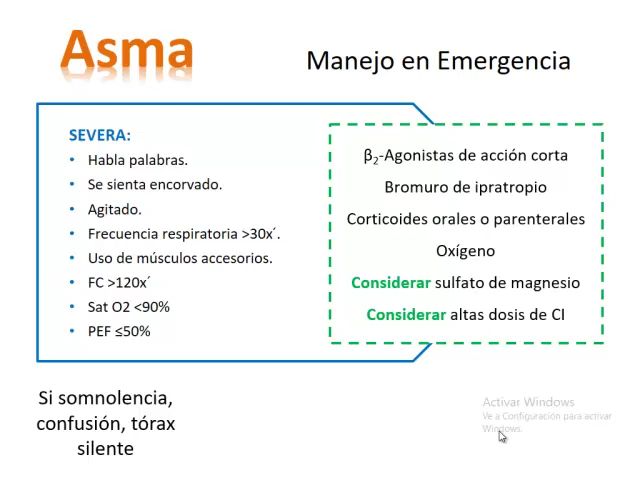 Asma
Manejo en Emergencia
SEVERA:
• Habla palabras.
• Se sienta encorvado.
• Agitado.
• Frecuencia respiratoria >30x´.
• Uso de músculos accesorios.
• FC >120x´
• Sat O2 <90%
• PEF ≤50%
β2-Agonistas de acción corta
Bromuro de ipratropio
Corticoides orales o parenterales
Oxígeno
Considerar sulfato de magnesio
Considerar altas dosis de CI
Si somnolencia,
confusión, tórax
silente
Activar Windows
Ve a Configuración para activar
Windows.